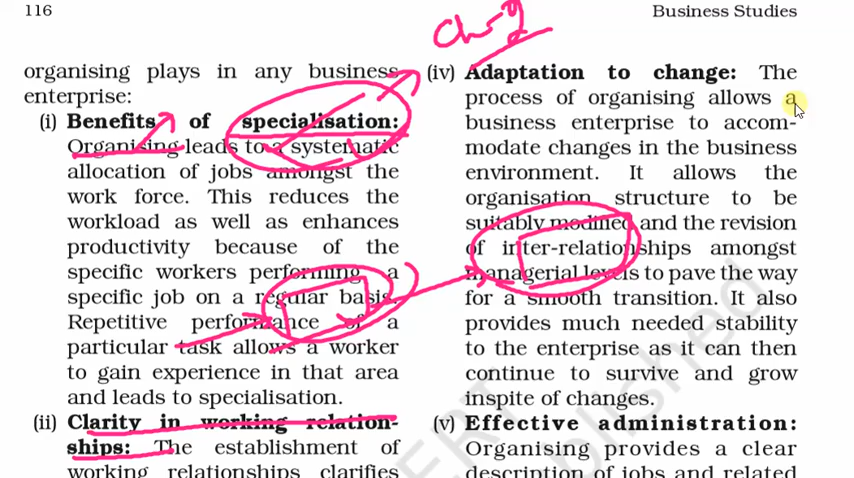 116
Business Studies
organising plays in any business
enterprise:
(i) Benefits of specialisation:
Organising leads to a systematic
allocation of jobs amongst the
work force. This reduces the
workload as well as enhances
productivity because of the
specific workers performing a
specific job on a regular basis.
Repetitive performance of a
particular task allows a worker
to gain experience in that area
and leads to specialisation.
(ii) Clarity in working relation-
ships: The establishment of
working relationships clarifies
(iv) Adaptation to change: The
process of organising allows a
business enterprise to accom-
modate changes in the business
environment. It allows the
organisation structure to be
suitably modified and the revision
of inter-relationships amongst
managerial levels to pave the way
for a smooth transition. It also
provides much needed stability
to the enterprise as it can then
continue to survive and grow
inspite of changes.
(v) Effective administration:
Organising provides a clear
description of jobs and related